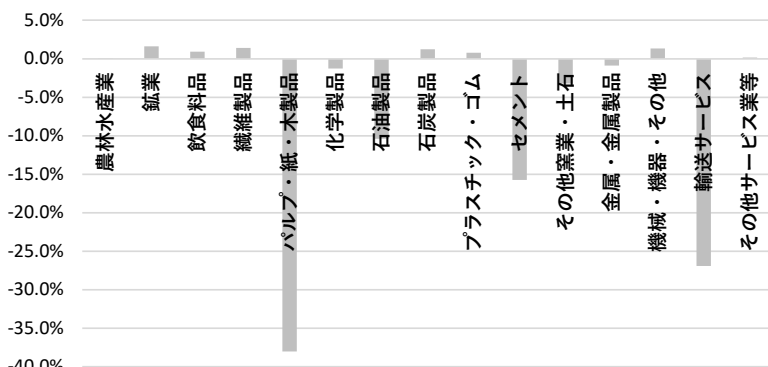 5.0%
0.0%
-5.0%
-10.0%
-15.0%
-20.0%
-25.0%
-30.0%
-35.0%
-40.0%
農林水産業
鉱業
飲食料品
繊維製品
パルプ・紙・木製品
化学製品
石油製品
石炭製品
プラスチック・ゴム
セメント
その他窯業・土石
金属・金属製品
機械・機器・その他
輸送サービス
その他サービス業等